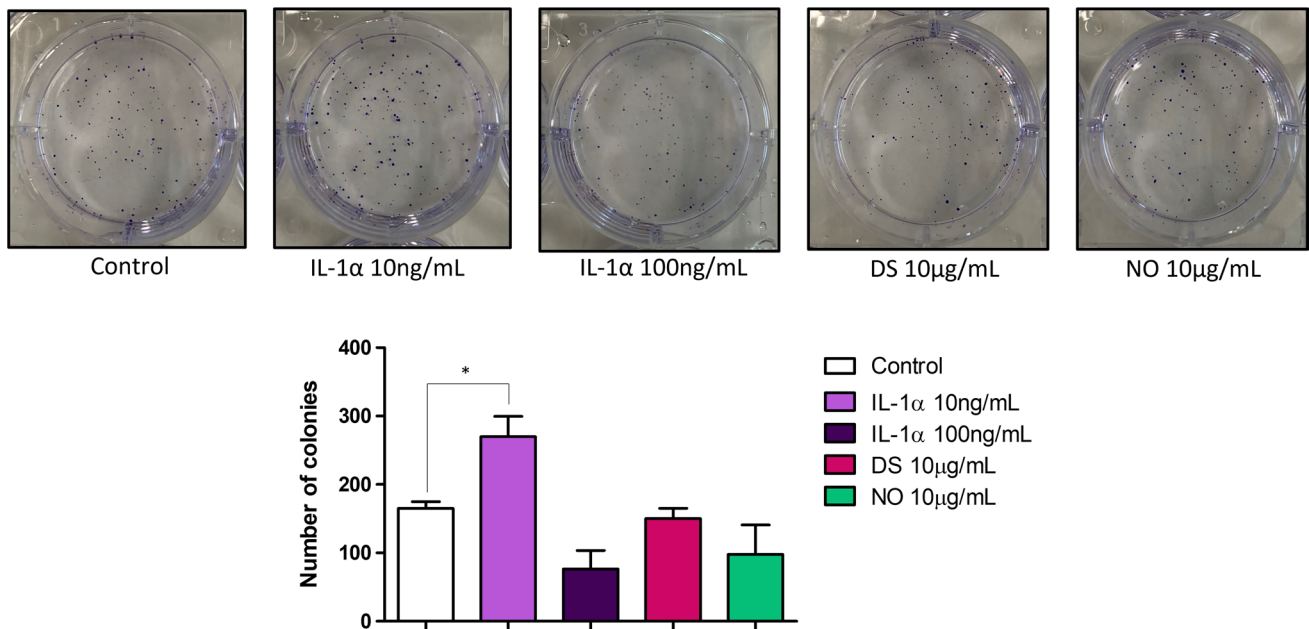 Control
IL-1α 10ng/mL
IL-1α 100ng/mL
DS 10µg/mL
NO 10µg/mL
Number of colonies
400
300
200
100
0
*
Control
IL-1α 10ng/mL
IL-1α 100ng/mL
DS 10µg/mL
NO 10µg/mL